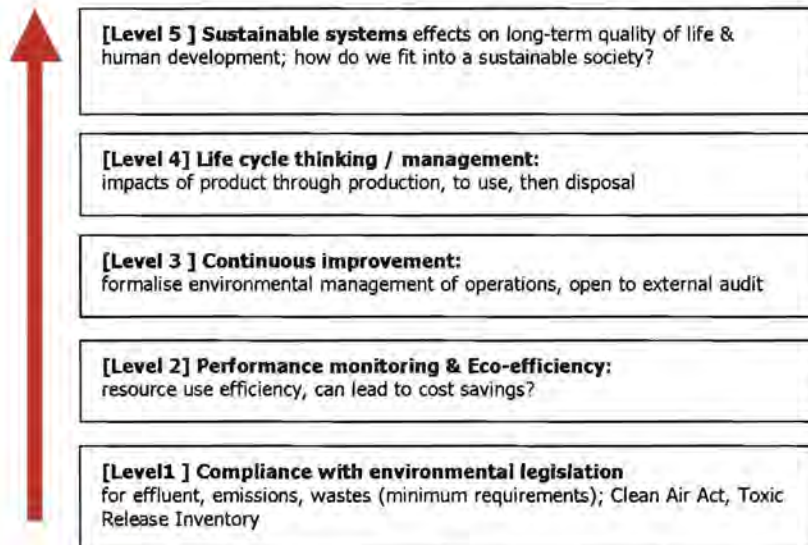 [Level 5 ] Sustainable systems effects on long-term quality of life &
human development; how do we fit into a sustainable society?
[Level 4] Life cycle thinking / management:
impacts of product through production, to use, then disposal
[Level 3 ] Continuous improvement:
formalise environmental management of operations, open to external audit
[Level 2] Performance monitoring & Eco-efficiency:
resource use efficiency, can lead to cost savings?
[Level1 ] Compliance with environmental legislation
for effluent, emissions, wastes (minimum requirements); Clean Air Act, Toxic
Release Inventory